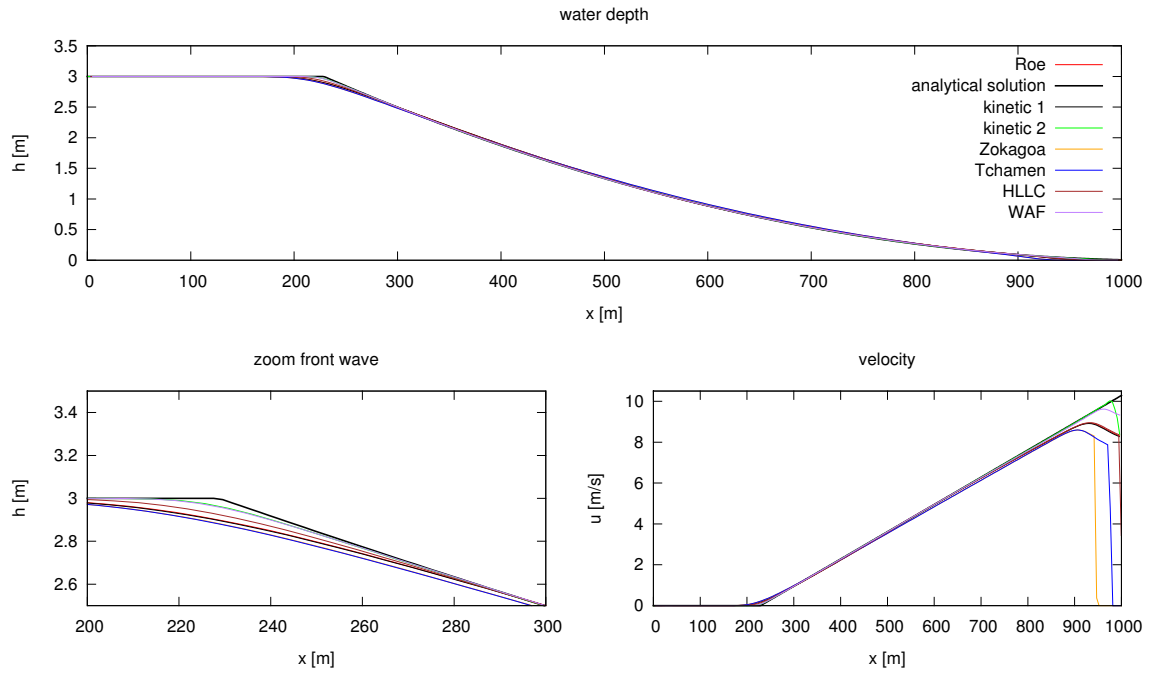 water depth
3.5
3
2.5
2
1.5
1
0.5
0
h [m]
0 100 200 300 400 500 600 700 800 900 1000
x [m]
Roe
analytical solution
kinetic 1
kinetic 2
Zokagoa
Tchamen
HLLC
WAF
zoom front wave
3.4
3.2
3
2.8
2.6
h [m]
200 220 240 260 280 300
x [m]
velocity
10
8
6
4
2
0
u [m/s]
0 100 200 300 400 500 600 700 800 900 1000
x [m]